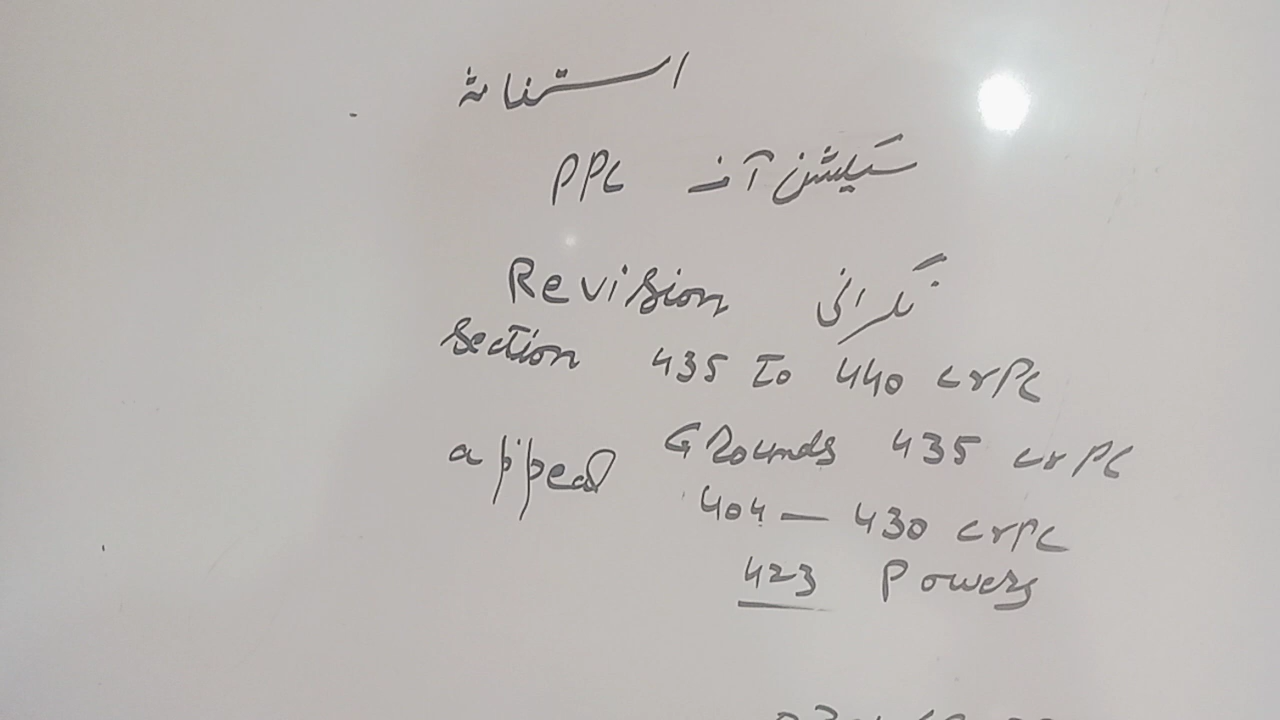 استغاثہ
سیکشن آف PPC
Revision نگرانی
Section 435 To 440 crPC
Grounds 435 crPC
appeal 404 — 430 crPC
423 Powers